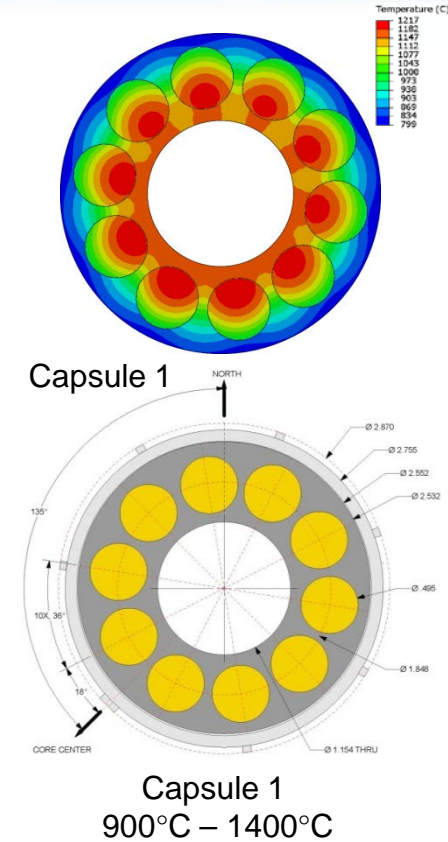 Temperature (C)
1217
1182
1147
1112
1077
1043
1008
973
938
903
869
834
799
Capsule 1
NORTH
Ø 2.870
Ø 2.755
Ø 2.552
Ø 2.532
135°
10X, 36°
Ø .495
Ø 1.848
18°
CORE CENTER
Ø 1.154 THRU
Capsule 1
900°C – 1400°C